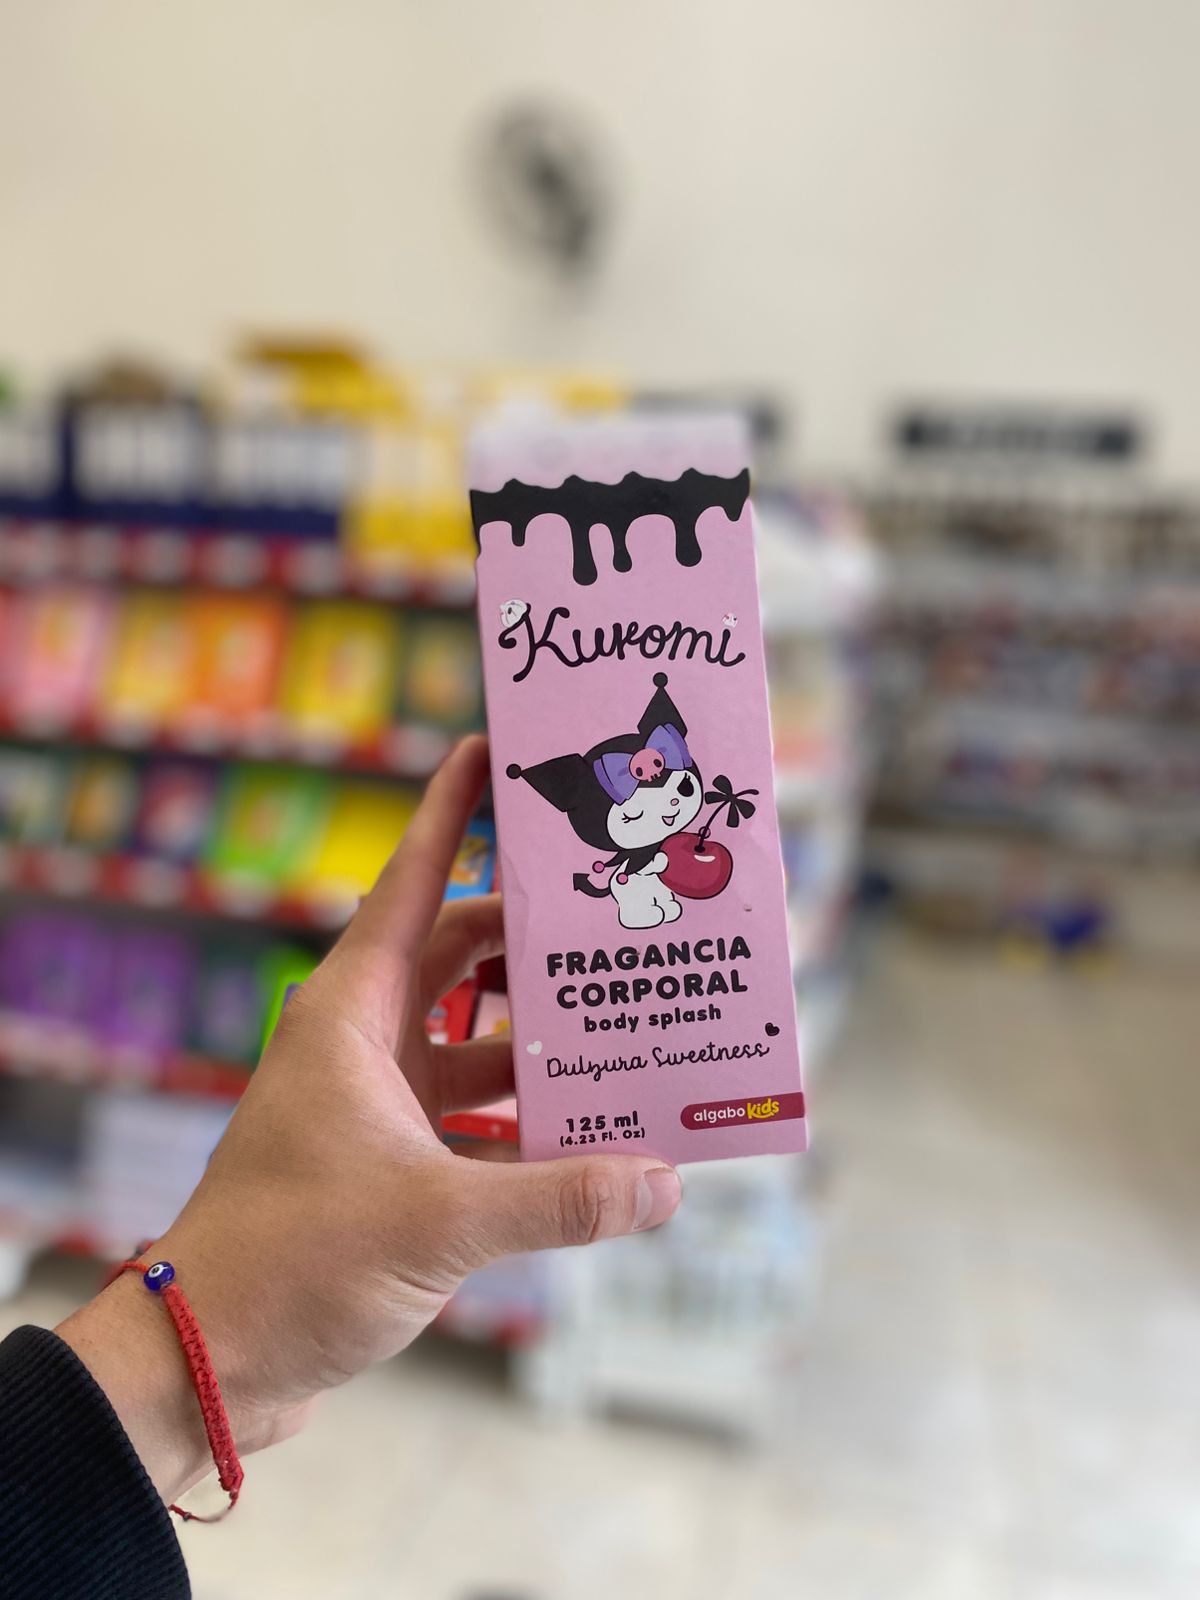 Kuromi
FRAGANCIA
CORPORAL
body splash
Dulzura Sweetness
125 ml
(4.23 Fl. Oz)
algabo kids